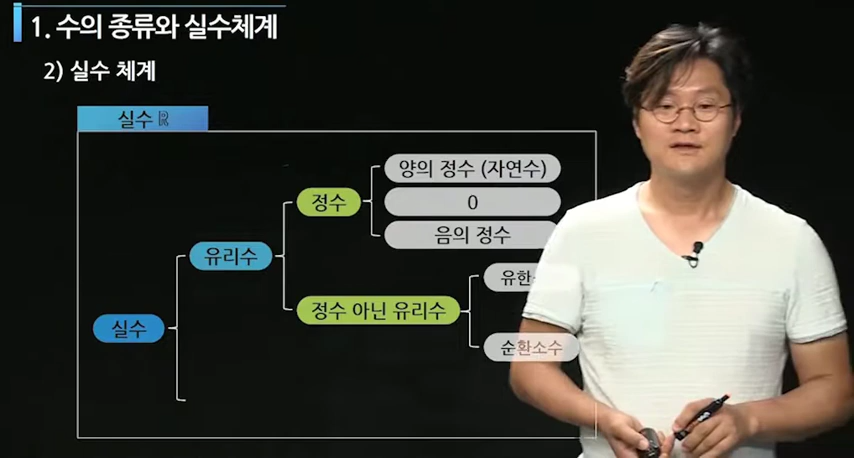 1. 수의 종류와 실수체계
2) 실수 체계
실수 ℝ
양의 정수 (자연수)
정수
0
음의 정수
유리수
유한
정수 아닌 유리수
실수
순환소수